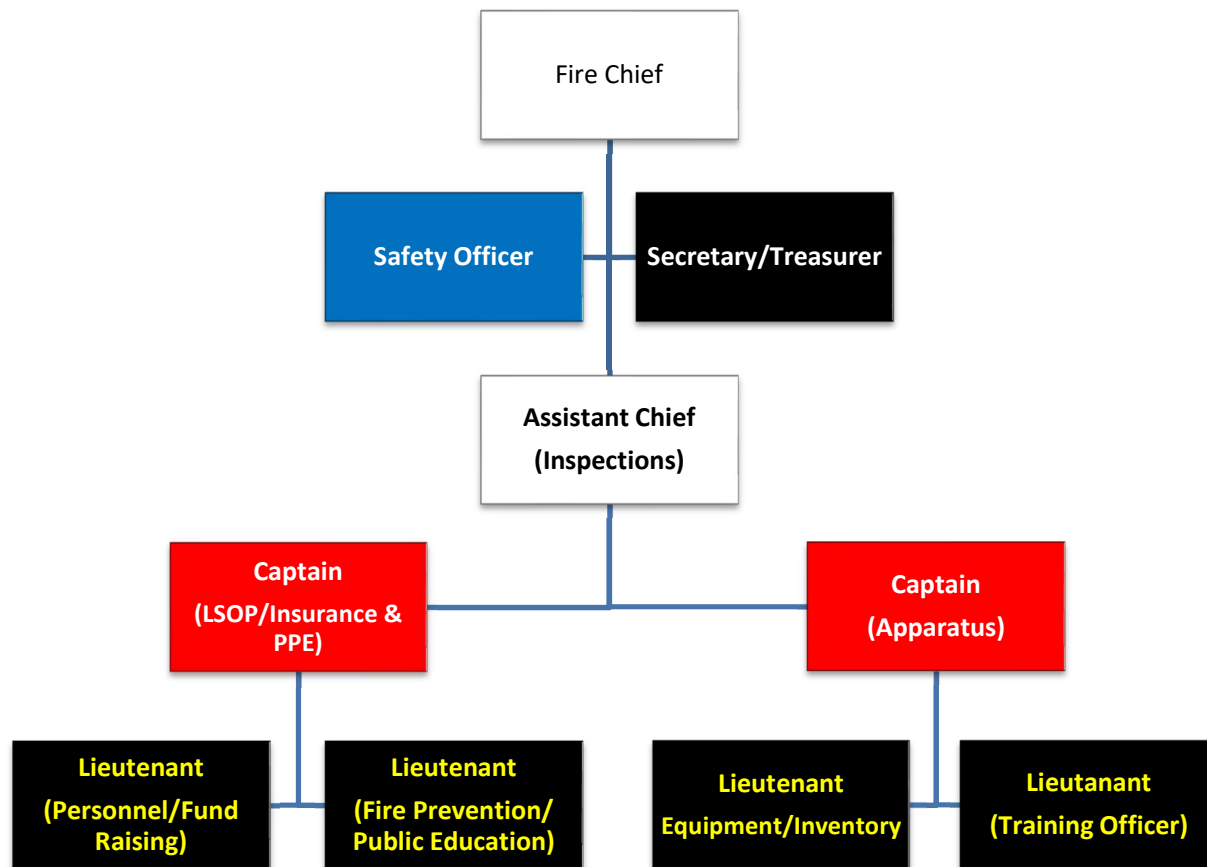 Fire Chief
Safety Officer
Secretary/Treasurer
Assistant Chief
(Inspections)
Captain
(LSOP/Insurance &
PPE)
Captain
(Apparatus)
Lieutenant
(Personnel/Fund
Raising)
Lieutenant
(Fire Prevention/
Public Education)
Lieutenant
Equipment/Inventory
Lieutanant
(Training Officer)